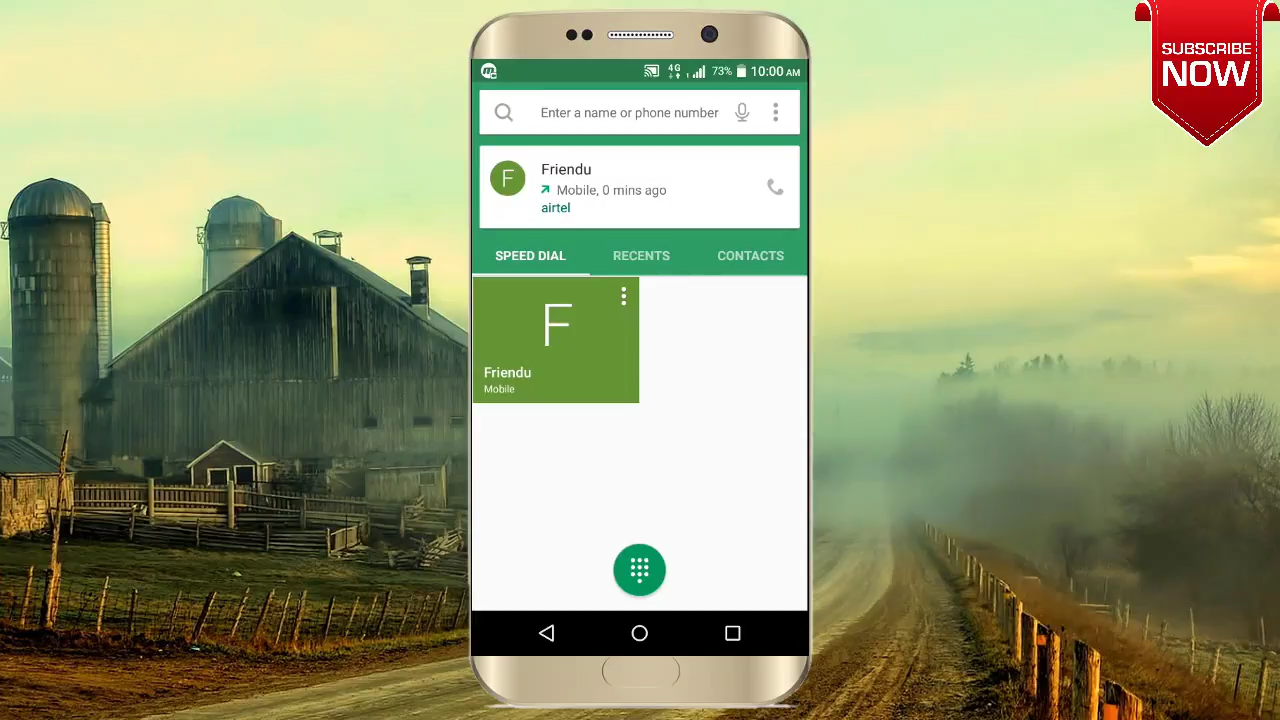 SUBSCRIBE
NOW
4G
1
73%
10:00 AM
Enter a name or phone number
F
Friendu
Mobile, 0 mins ago
airtel
SPEED DIAL
RECENTS
CONTACTS
F
Friendu
Mobile